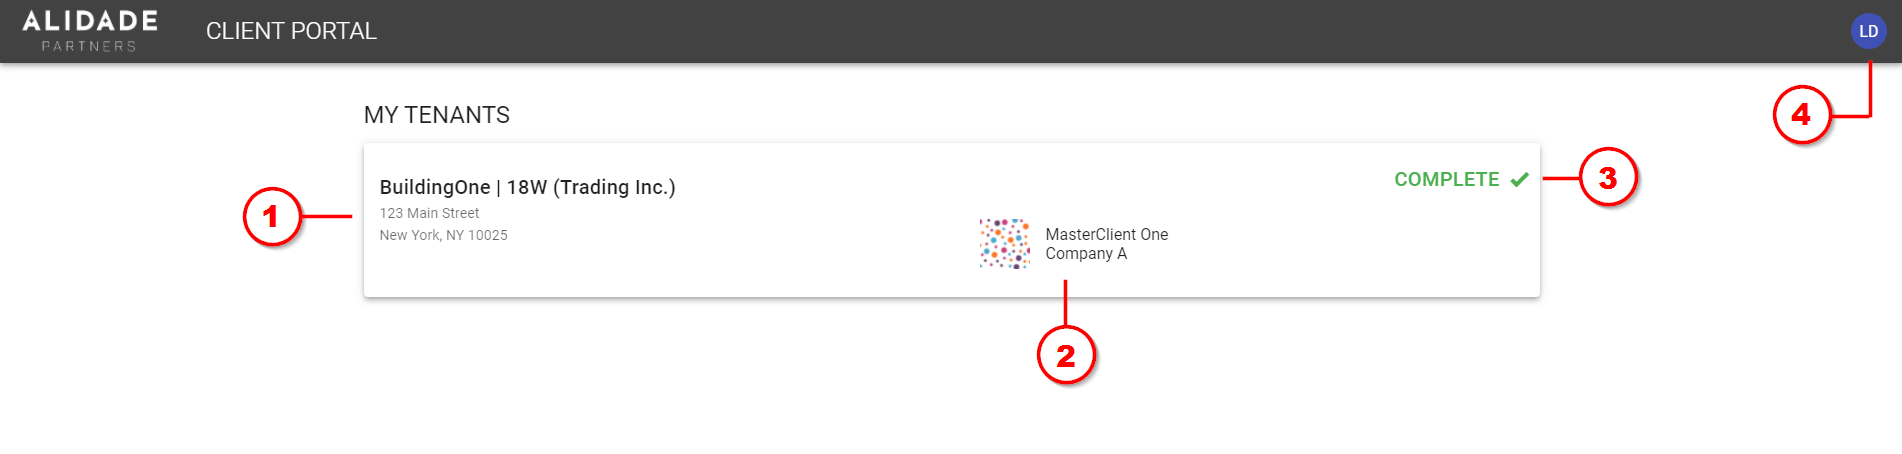 ALIDADE
PARTNERS
CLIENT PORTAL
LD
4
MY TENANTS
BuildingOne | 18W (Trading Inc.)
123 Main Street
New York, NY 10025
1
MasterClient One
Company A
2
COMPLETE
3